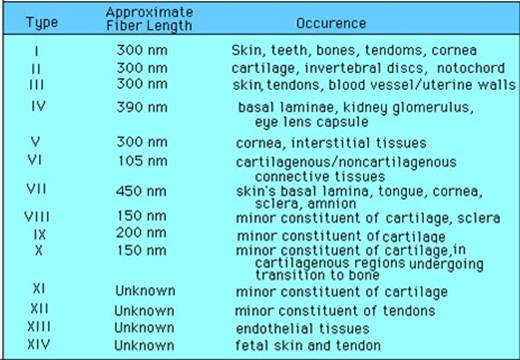 Type Approximate Fiber Length Occurence
I 300 nm Skin, teeth, bones, tendoms, cornea
II 300 nm cartilage, invertebral discs, notochord
III 300 nm skin, tendons, blood vessel/uterine walls
IV 390 nm basal laminae, kidney glomerulus,
eye lens capsule
V 300 nm cornea, interstitial tissues
VI 105 nm cartilagenous/noncartilagenous
connective tissues
VII 450 nm skin's basal lamina, tongue, cornea,
sclera, amnion
VIII 150 nm minor constituent of cartilage, sclera
IX 200 nm minor constituent of cartilage
X 150 nm minor constituent of cartilage, in
cartilagenous regions undergoing
transition to bone
XI Unknown minor constituent of cartilage
XII Unknown minor constituent of tendons
XIII Unknown endothelial tissues
XIV Unknown fetal skin and tendon